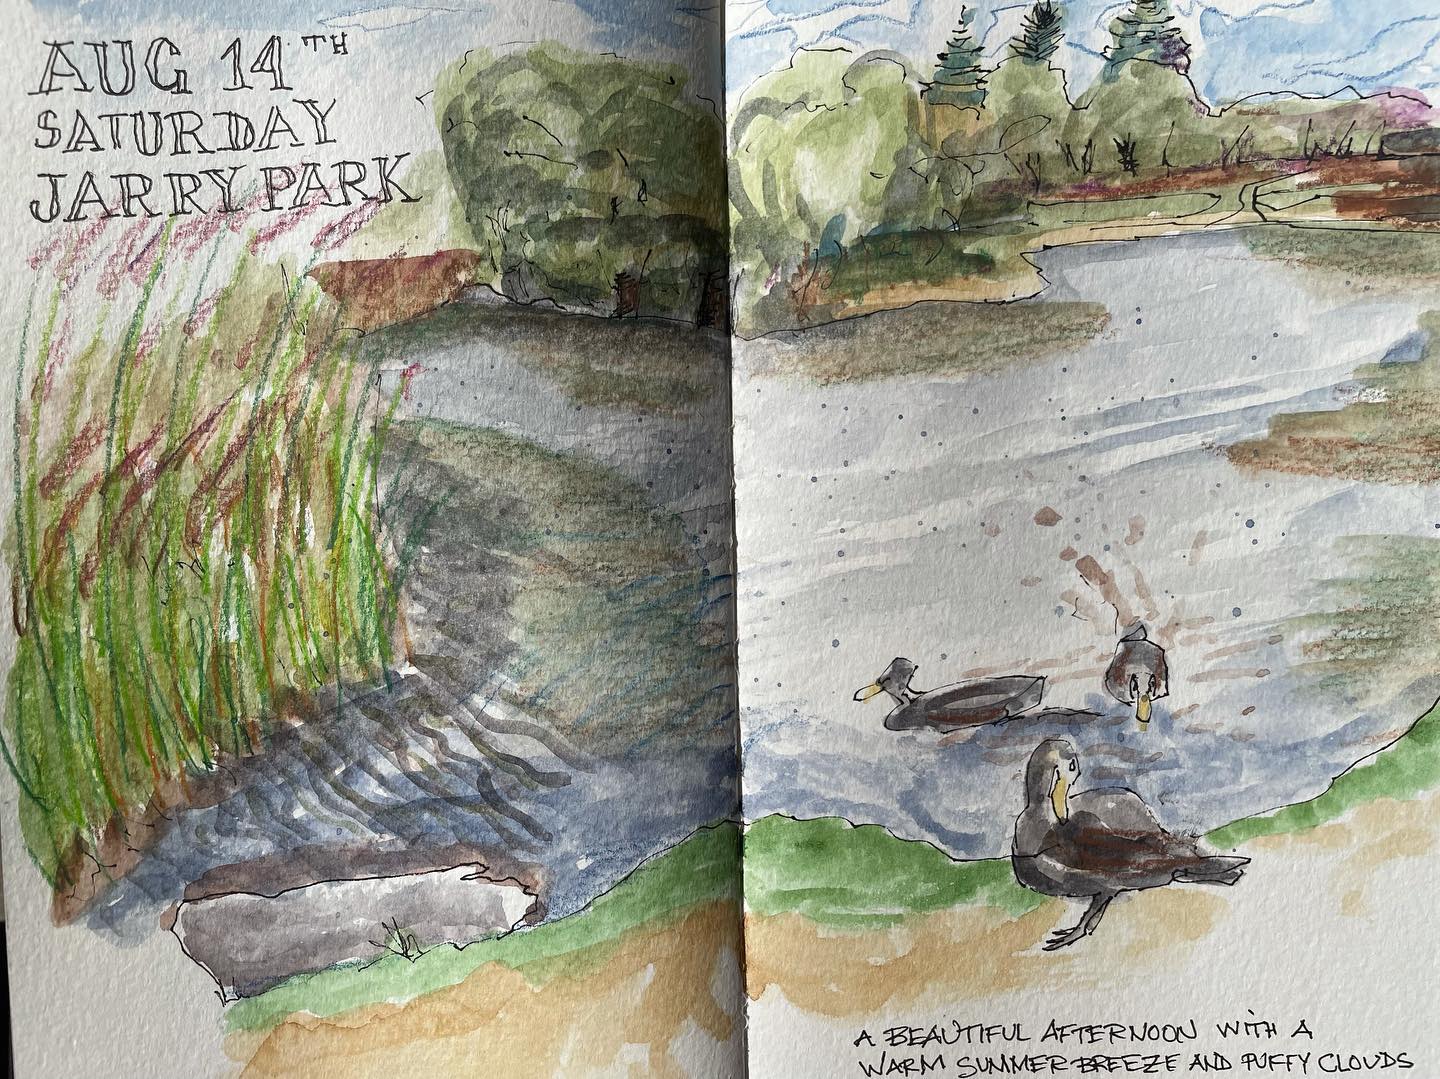 AUG 14TH
SATURDAY
JARRY PARK
A BEAUTIFUL AFTERNOON WITH A
WARM SUMMER BREEZE AND PUFFY CLOUDS